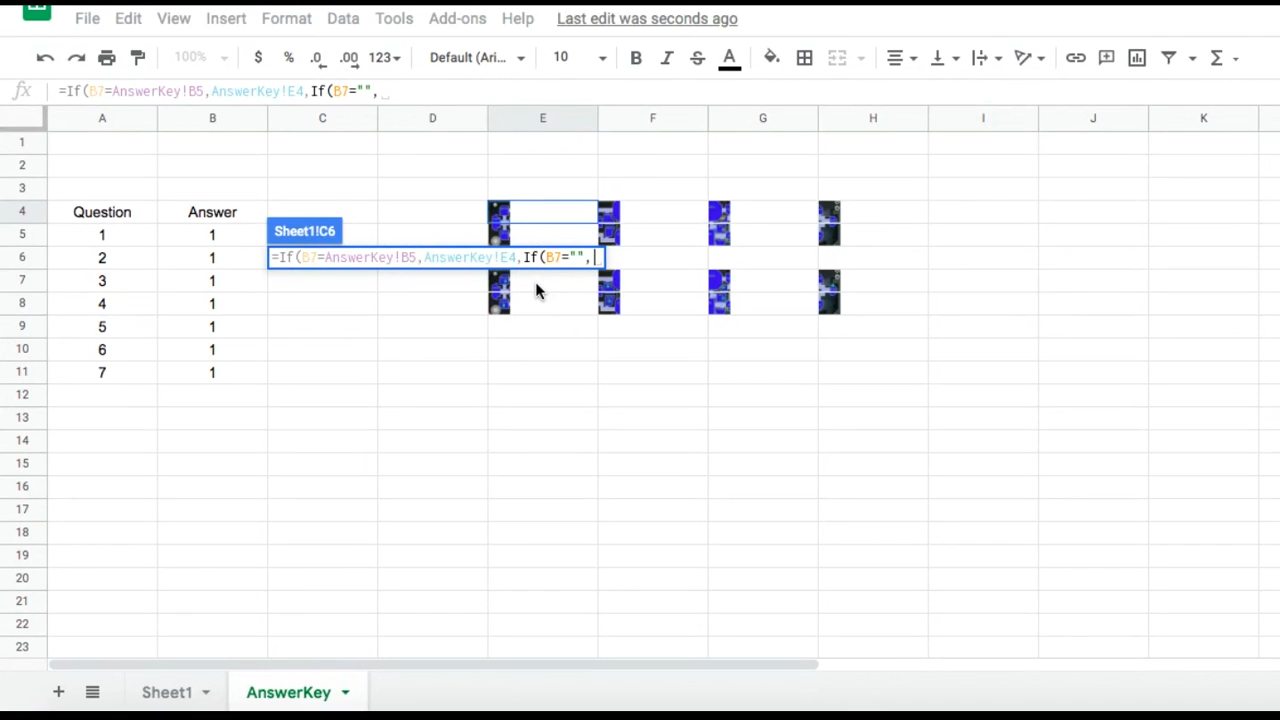 File Edit View Insert Format Data Tools Add-ons Help Last edit was seconds ago
100% $ % .0 .00 123 Default (Ari... 10 B I S A
fx =If(B7=AnswerKey!B5,AnswerKey!E4,If(B7="",
A B C D E F G H I J K
1
2
3
4 Question Answer
5 1 1 Sheet1!C6
6 2 1 =If(B7=AnswerKey!B5,AnswerKey!E4,If(B7="",
7 3 1
8 4 1
9 5 1
10 6 1
11 7 1
12
13
14
15
16
17
18
19
20
21
22
23
+ Sheet1 AnswerKey